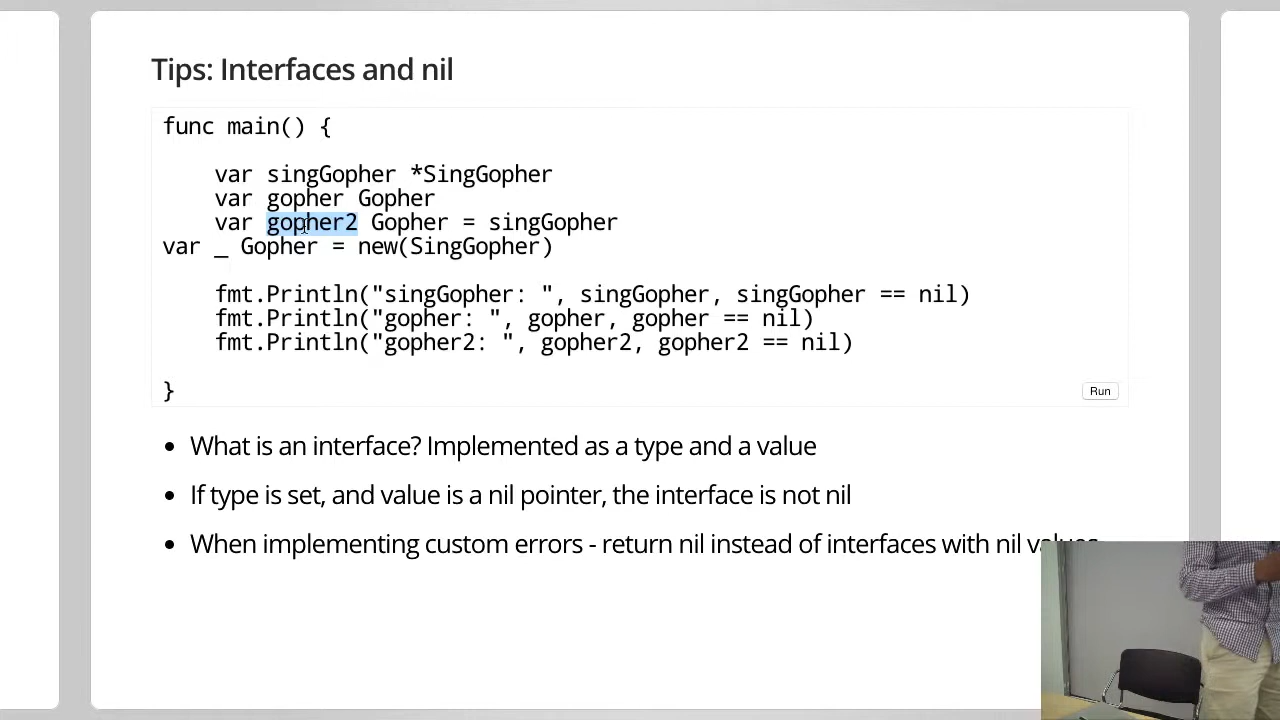 Tips: Interfaces and nil
func main() {
var singGopher *SingGopher
var gopher Gopher
var gopher2 Gopher = singGopher
var _ Gopher = new(SingGopher)
fmt.Println("singGopher: ", singGopher, singGopher == nil)
fmt.Println("gopher: ", gopher, gopher == nil)
fmt.Println("gopher2: ", gopher2, gopher2 == nil)
}
Run
• What is an interface? Implemented as a type and a value
• If type is set, and value is a nil pointer, the interface is not nil
• When implementing custom errors - return nil instead of interfaces with nil values